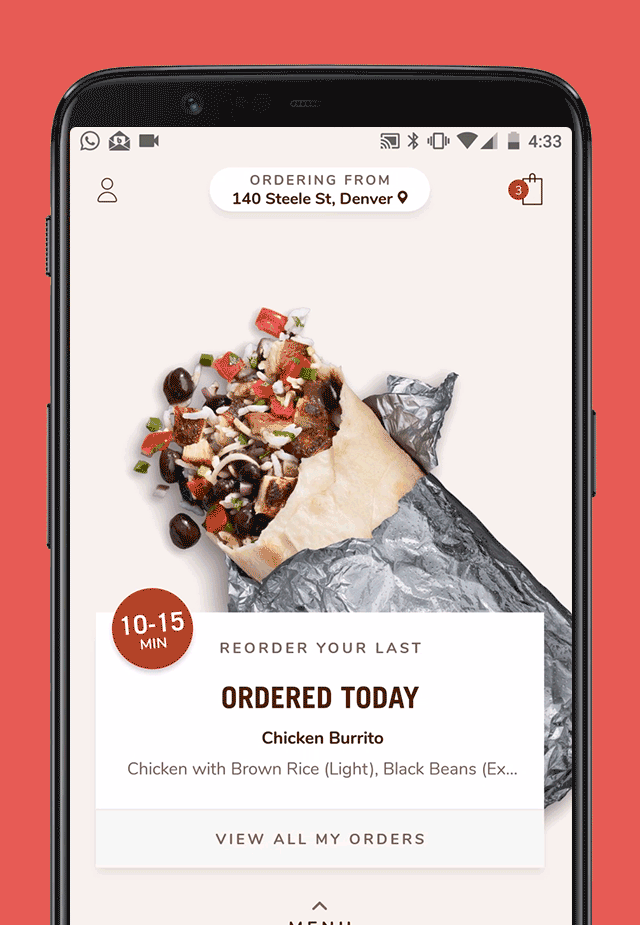 4:33
ORDERING FROM
140 Steele St, Denver
3
10-15
MIN
REORDER YOUR LAST
ORDERED TODAY
Chicken Burrito
Chicken with Brown Rice (Light), Black Beans (Ex...
VIEW ALL MY ORDERS
MENU